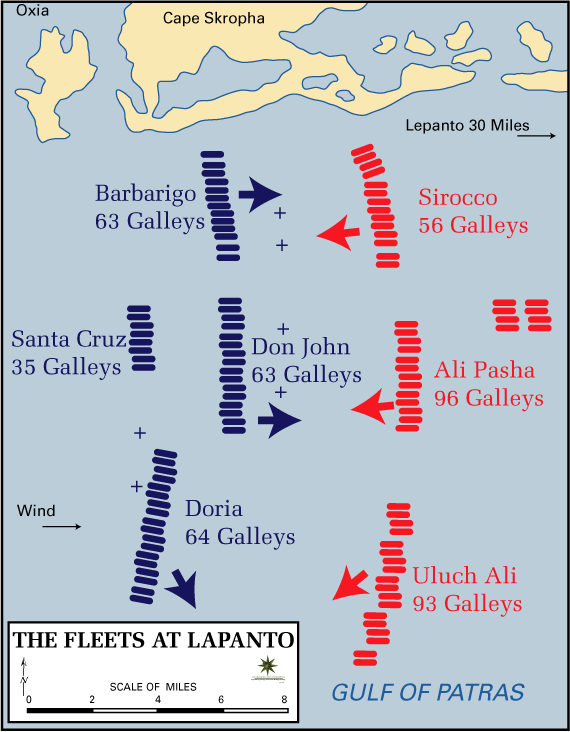 Oxia
Cape Skropha
Lepanto 30 Miles
Barbarigo
63 Galleys
Sirocco
56 Galleys
Santa Cruz
35 Galleys
Don John
63 Galleys
Ali Pasha
96 Galleys
Doria
64 Galleys
Wind
Uluch Ali
93 Galleys
THE FLEETS AT LAPANTO
N
SCALE OF MILES
0 2 4 6 8
GULF OF PATRAS